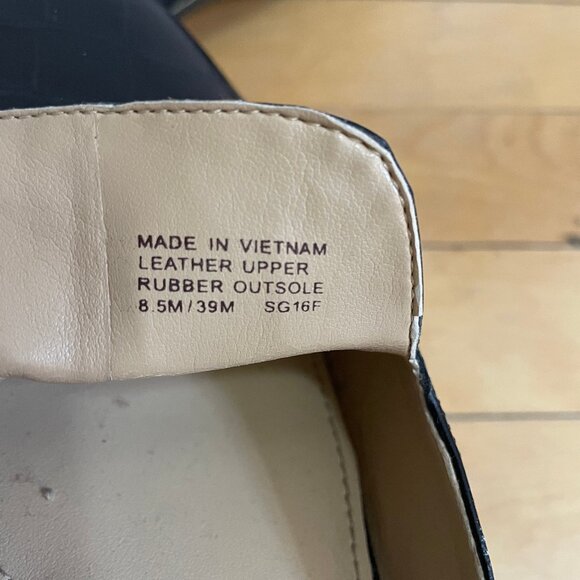 MADE IN VIETNAM
LEATHER UPPER
RUBBER OUTSOLE
8.5M/39M SG16F